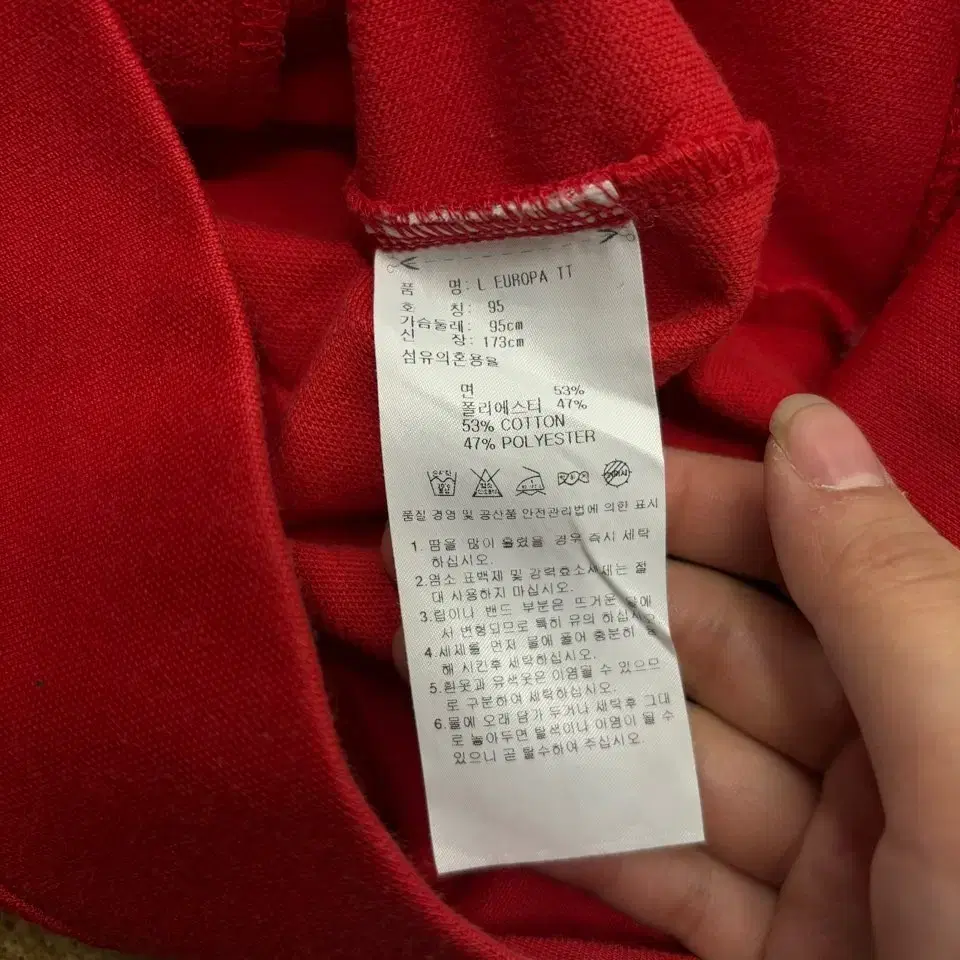 품 명: L EUROPA TT
호 칭: 95
가슴둘레: 95cm
신 장: 173cm
섬유의혼용율
면 53%
폴리에스터 47%
53% COTTON
47% POLYESTER
품질 경영 및 공산품 안전관리법에 의한 표시
1. 땀을 많이 흘렸을 경우 즉시 세탁
하십시오.
2.염소 표백제 및 강력효소세제는 절
대 사용하지 마십시오.
3.립이나 밴드 부분은 뜨거운 물에
서 변형되므로 특히 유의 하십시오
4.세제를 먼저 물에 풀어 충분히 용
해 시킨후 세탁하십시오.
5.흰옷과 유색옷은 이염될 수 있으므
로 구분하여 세탁하십시오.
6.물에 오래 담가 두거나 세탁후 그대
로 놓아두면 탈색이나 이염이 될 수
있으니 곧 탈수하여 주십시오.